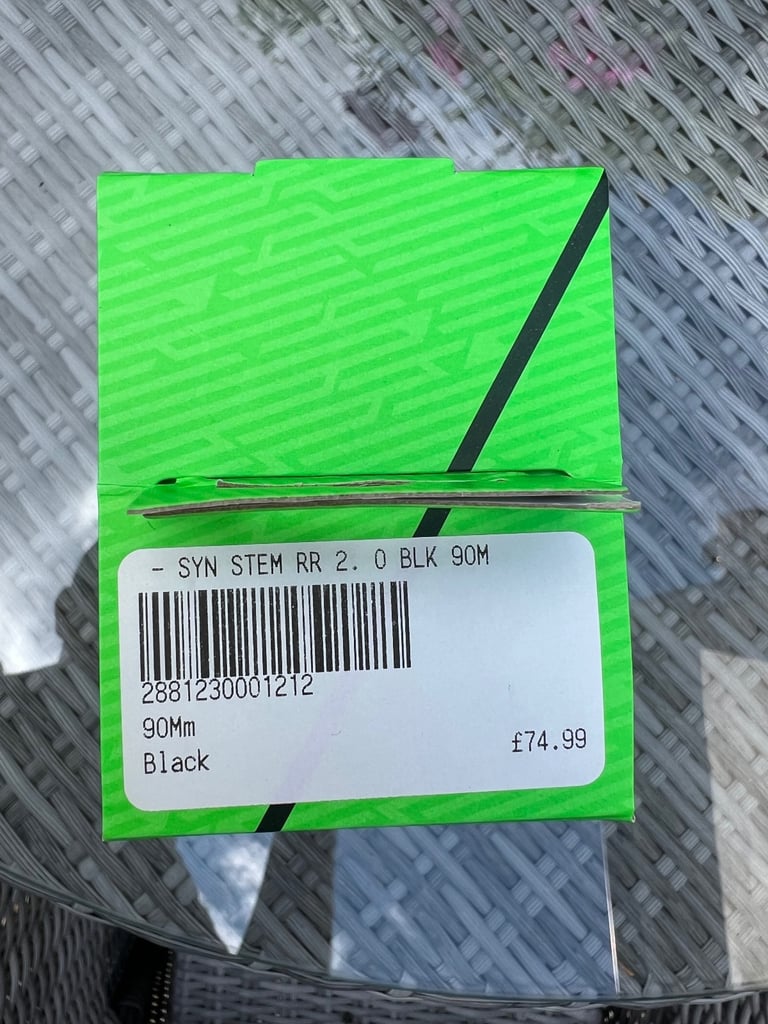 - SYN STEM RR 2. 0 BLK 90M
2881230001212
90Mm
Black
£74.99